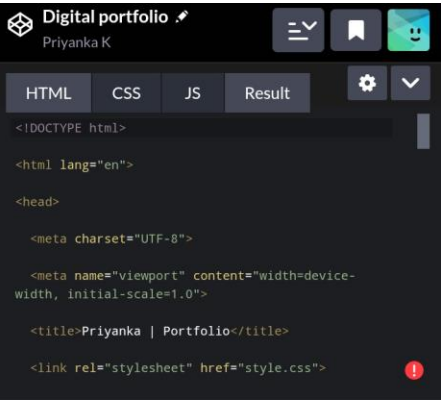 Digital portfolio
Priyanka K
HTML CSS JS Result
<!DOCTYPE html>
<html lang="en">
<head>
<meta charset="UTF-8">
<meta name="viewport" content="width=device-
width, initial-scale=1.0">
<title>Priyanka | Portfolio</title>
<link rel="stylesheet" href="style.css">